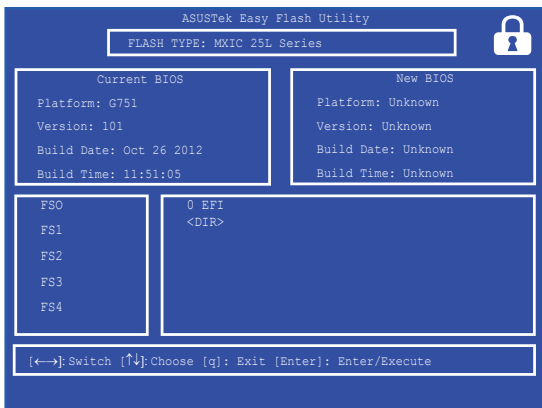 ASUSTek Easy Flash Utility
FLASH TYPE: MXIC 25L Series
Current BIOS
Platform: G751
Version: 101
Build Date: Oct 26 2012
Build Time: 11:51:05
New BIOS
Platform: Unknown
Version: Unknown
Build Date: Unknown
Build Time: Unknown
FSO
FS1
FS2
FS3
FS4
0 EFI
<DIR>
[←→]: Switch [↑↓]: Choose [q]: Exit [Enter]: Enter/Execute